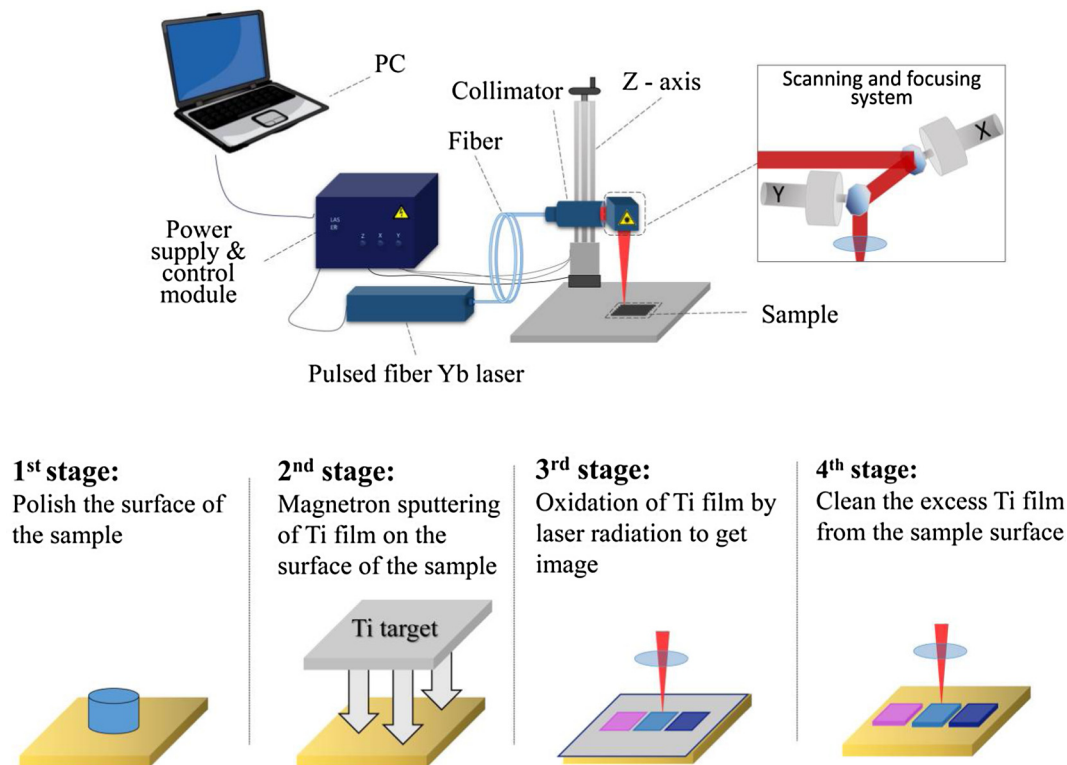 PC
Collimator
Z - axis
Fiber
Scanning and focusing
system
X
Y
LAS
ER
Z X Y
Power
supply &
control
module
Sample
Pulsed fiber Yb laser
1st stage:
Polish the surface of
the sample
2nd stage:
Magnetron sputtering
of Ti film on the
surface of the sample
Ti target
3rd stage:
Oxidation of Ti film by
laser radiation to get
image
4th stage:
Clean the excess Ti film
from the sample surface